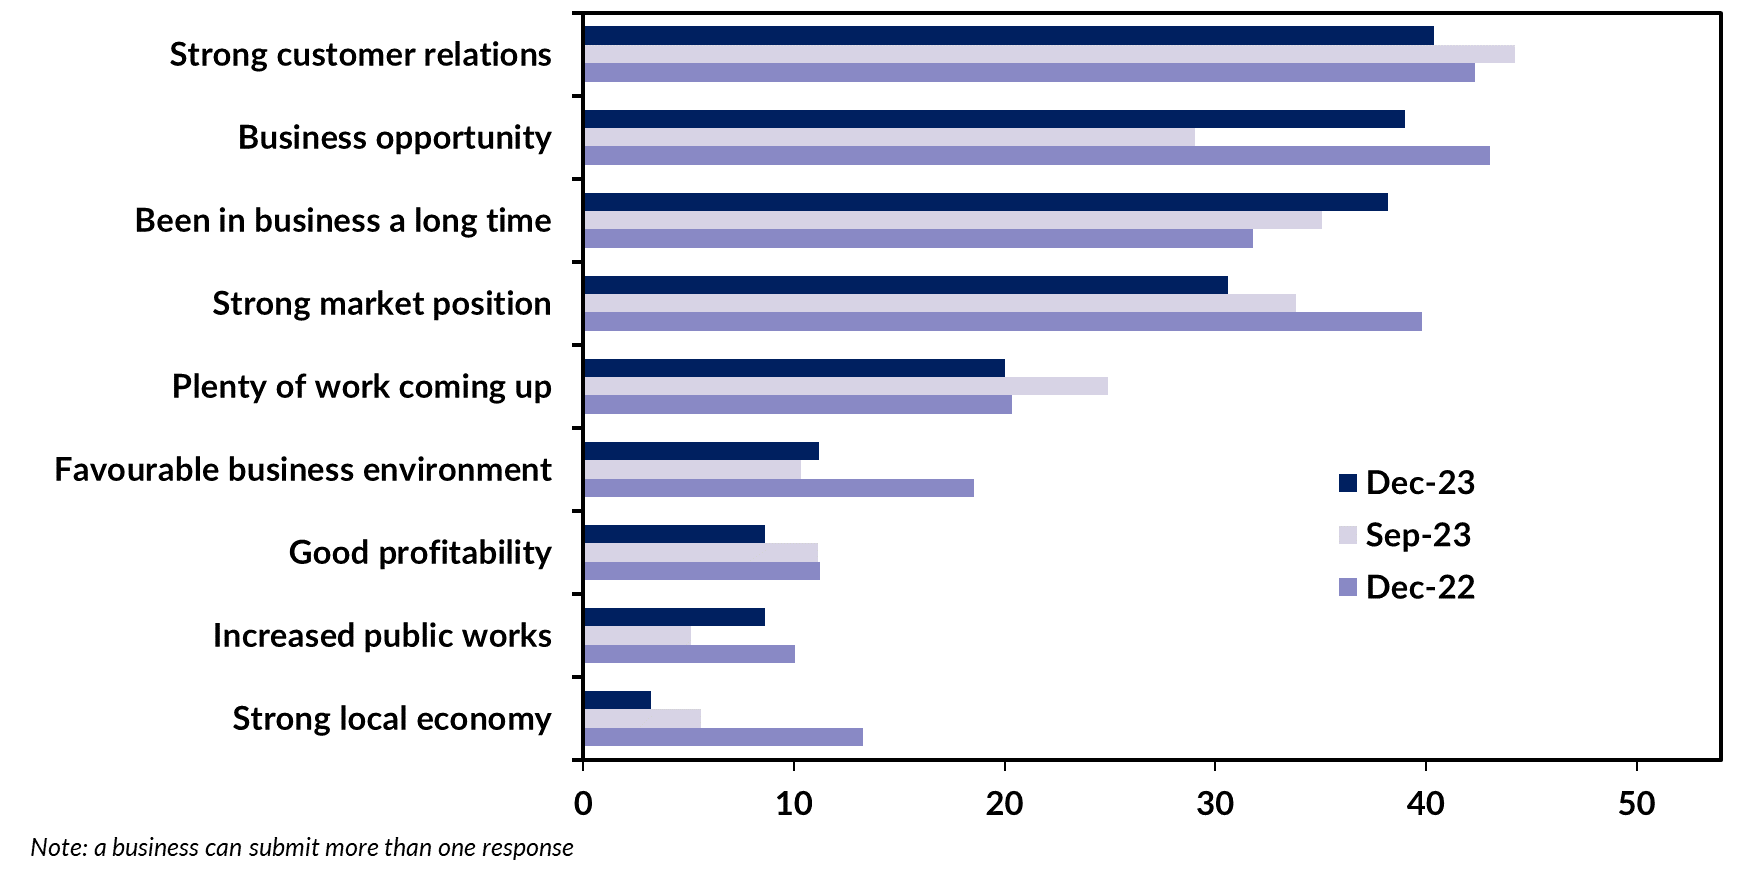 Strong customer relations
Business opportunity
Been in business a long time
Strong market position
Plenty of work coming up
Favourable business environment
Good profitability
Increased public works
Strong local economy
Dec-23
Sep-23
Dec-22
0 10 20 30 40 50
Note: a business can submit more than one response